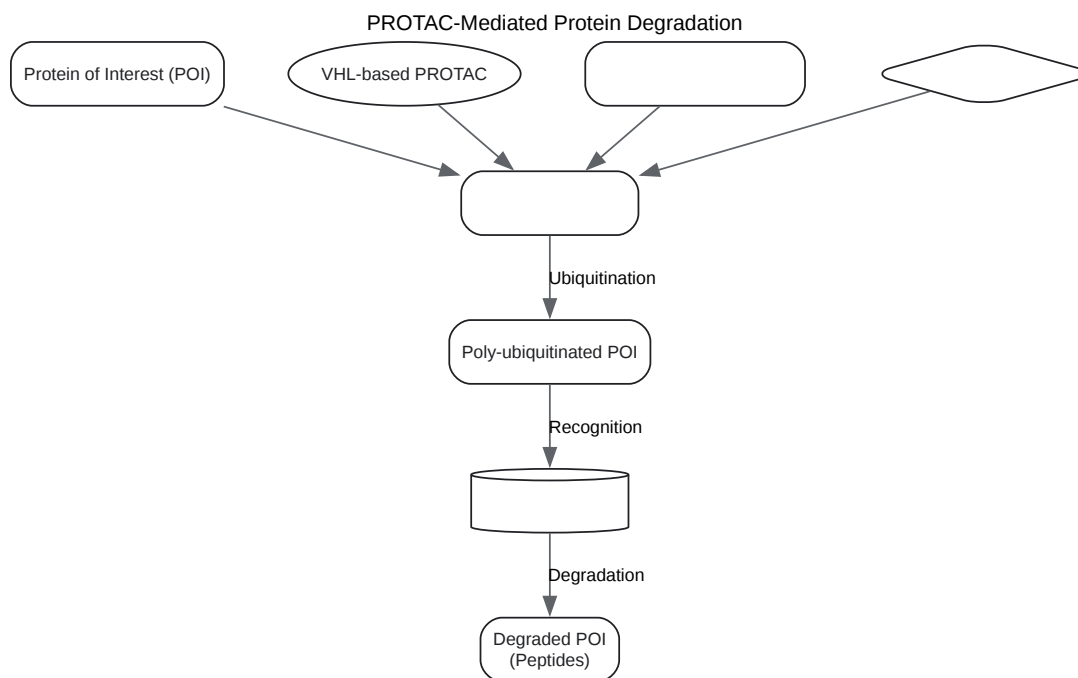 PROTAC-Mediated Protein Degradation
Protein of Interest (POI)
VHL-based PROTAC
Ubiquitination
Poly-ubiquitinated POI
Recognition
Degradation
Degraded POI
(Peptides)